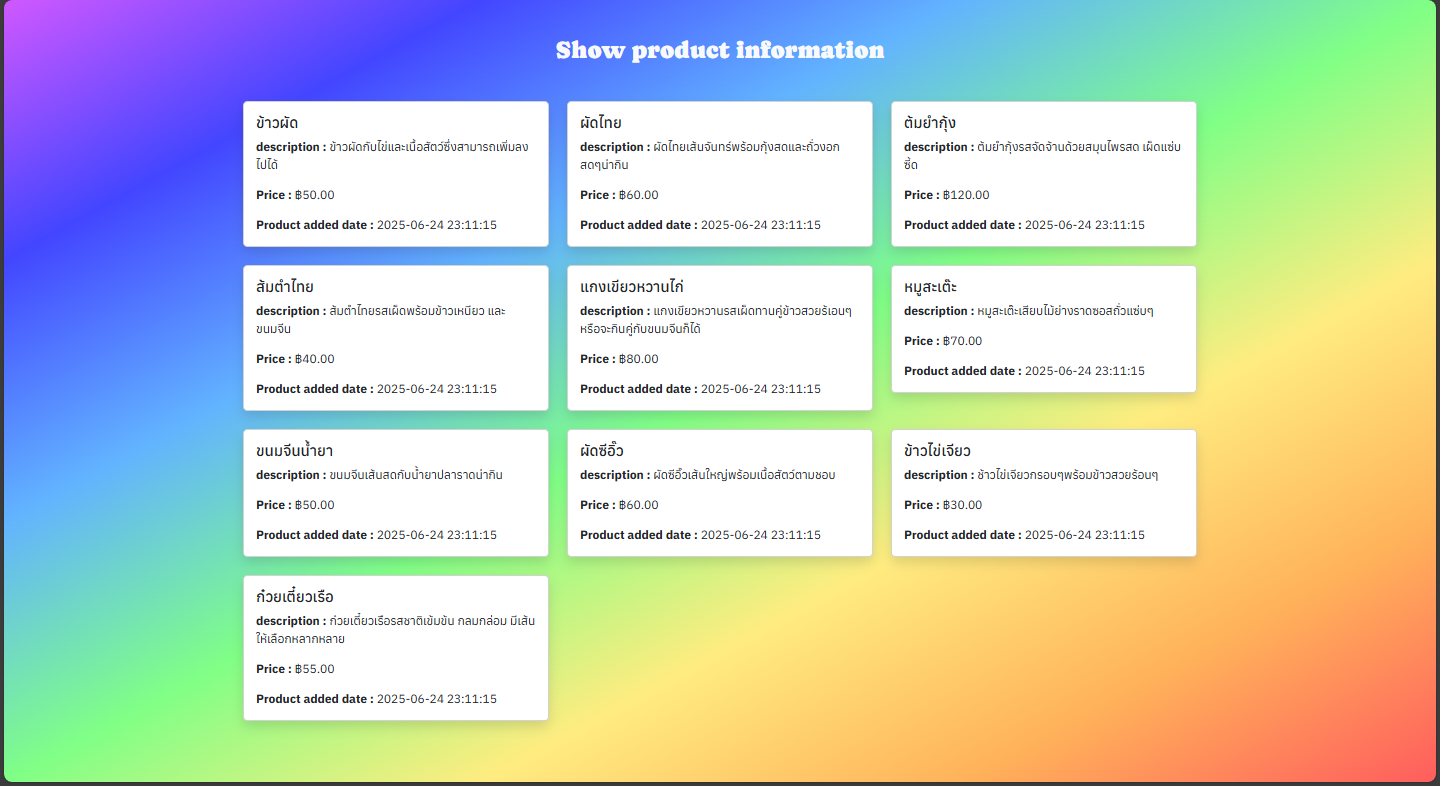 Show product information
ข้าวผัด
description : ข้าวผัดกับไข่และเนื้อสัตว์ซึ่งสามารถเพิ่มลง
ไปได้
Price : ฿50.00
Product added date : 2025-06-24 23:11:15
ผัดไทย
description : ผัดไทยเส้นจันทร์พร้อมกุ้งสดและถั่วงอก
สดๆน่ากิน
Price : ฿60.00
Product added date : 2025-06-24 23:11:15
ต้มยำกุ้ง
description : ต้มยำกุ้งรสจัดจ้านด้วยสมุนไพรสด เผ็ดแซ่บ
ซี้ด
Price : ฿120.00
Product added date : 2025-06-24 23:11:15
ส้มตำไทย
description : ส้มตำไทยรสเผ็ดพร้อมข้าวเหนียว และ
ขนมจีน
Price : ฿40.00
Product added date : 2025-06-24 23:11:15
แกงเขียวหวานไก่
description : แกงเขียวหวานรสเผ็ดทานคู่ข้าวสวยร้เอนๆ
หรือจะกินคู่กับขนมจีนก็ได้
Price : ฿80.00
Product added date : 2025-06-24 23:11:15
หมูสะเต๊ะ
description : หมูสะเต๊ะเสียบไม้ย่างราดซอสถั่วแซ่บๆ
Price : ฿70.00
Product added date : 2025-06-24 23:11:15
ขนมจีนน้ำยา
description : ขนมจีนเส้นสดกับน้ำยาปลาราดน่ากิน
Price : ฿50.00
Product added date : 2025-06-24 23:11:15
ผัดซีอิ๊ว
description : ผัดซีอิ๊วเส้นใหญ่พร้อมเนื้อสัตว์ตามชอบ
Price : ฿60.00
Product added date : 2025-06-24 23:11:15
ข้าวไข่เจียว
description : ช้าวไข่เจียวกรอบๆพร้อมข้าวสวยร้อนๆ
Price : ฿30.00
Product added date : 2025-06-24 23:11:15
ก๋วยเตี๋ยวเรือ
description : ก๋วยเตี๋ยวเรือรสชาติเข้มข้น กลมกล่อม มีเส้น
ให้เลือกหลากหลาย
Price : ฿55.00
Product added date : 2025-06-24 23:11:15